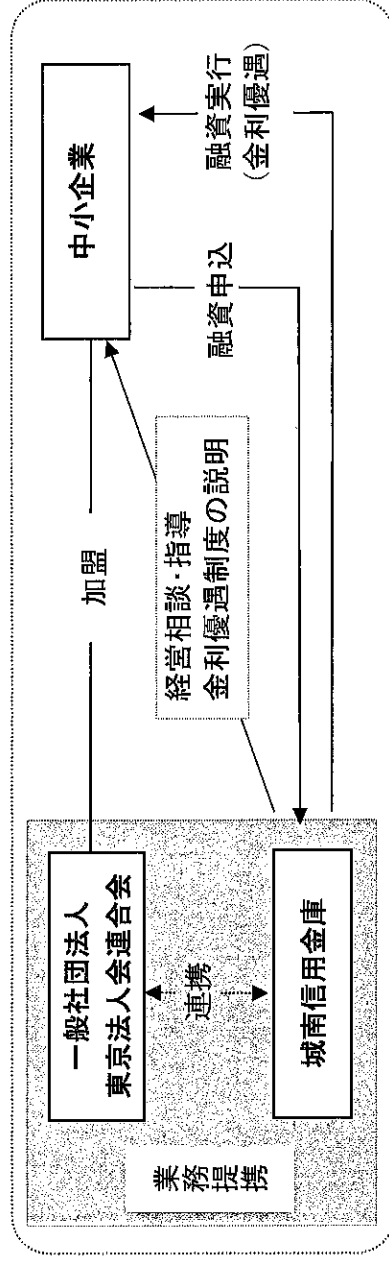 業務提携
一般社団法人
東京法人会連合会
連携
城南信用金庫
加盟
経営相談・指導
金利優遇制度の説明
中小企業
融資申込
融資実行
(金利優遇)